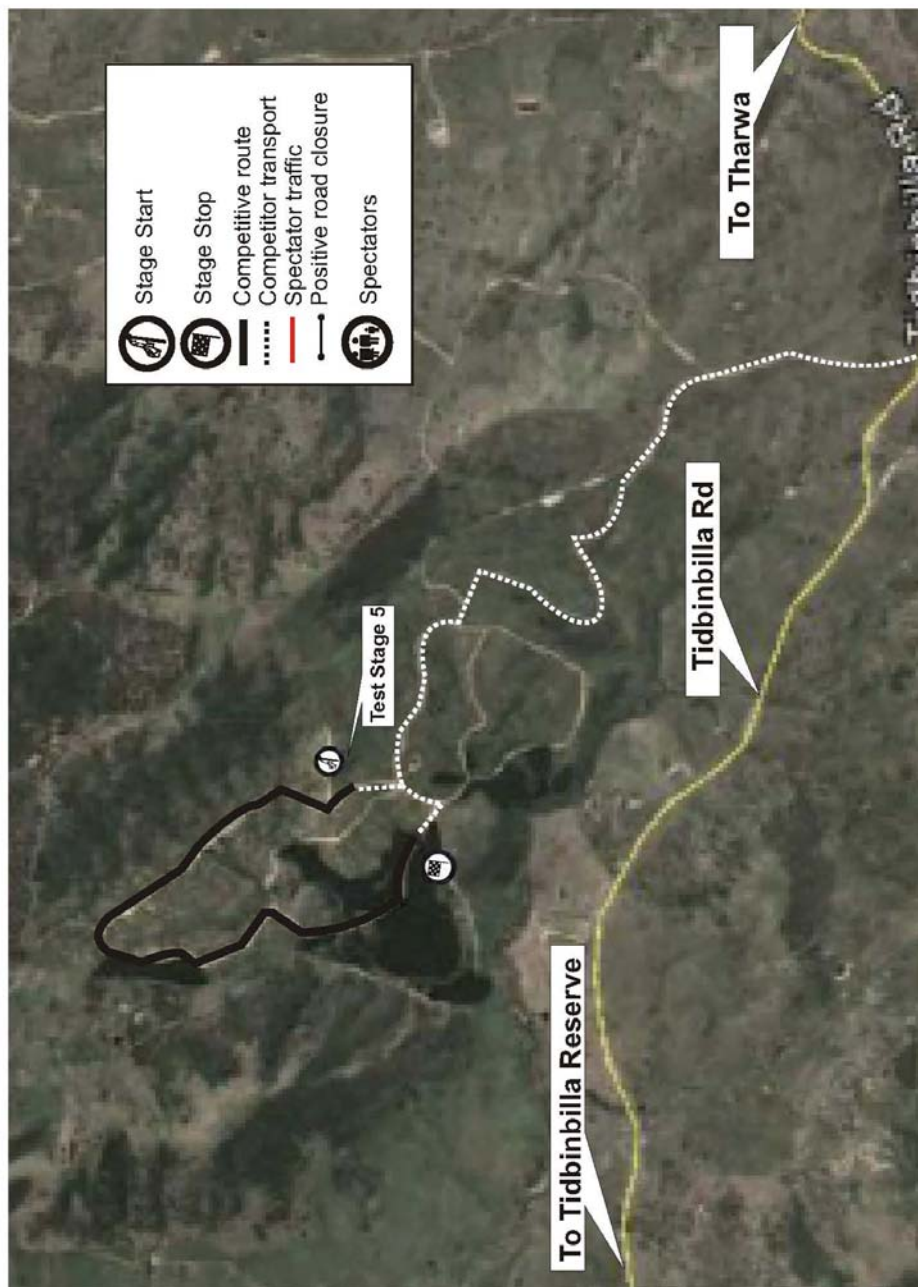 Stage Start
Stage Stop
Competitive route
Competitor transport
Spectator traffic
Positive road closure
Spectators
Test Stage 5
To Tharwa
Tidbinbilla Rd
To Tidbinbilla Reserve